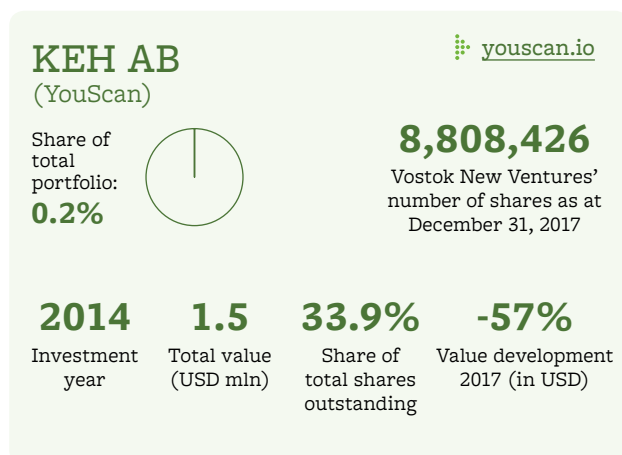 KEH AB
(YouScan)
youscan.io
Share of
total
portfolio:
0.2%
8,808,426
Vostok New Ventures’
number of shares as at
December 31, 2017
2014
Investment
year
1.5
Total value
(USD mln)
33.9%
Share of
total shares
outstanding
-57%
Value development
2017 (in USD)